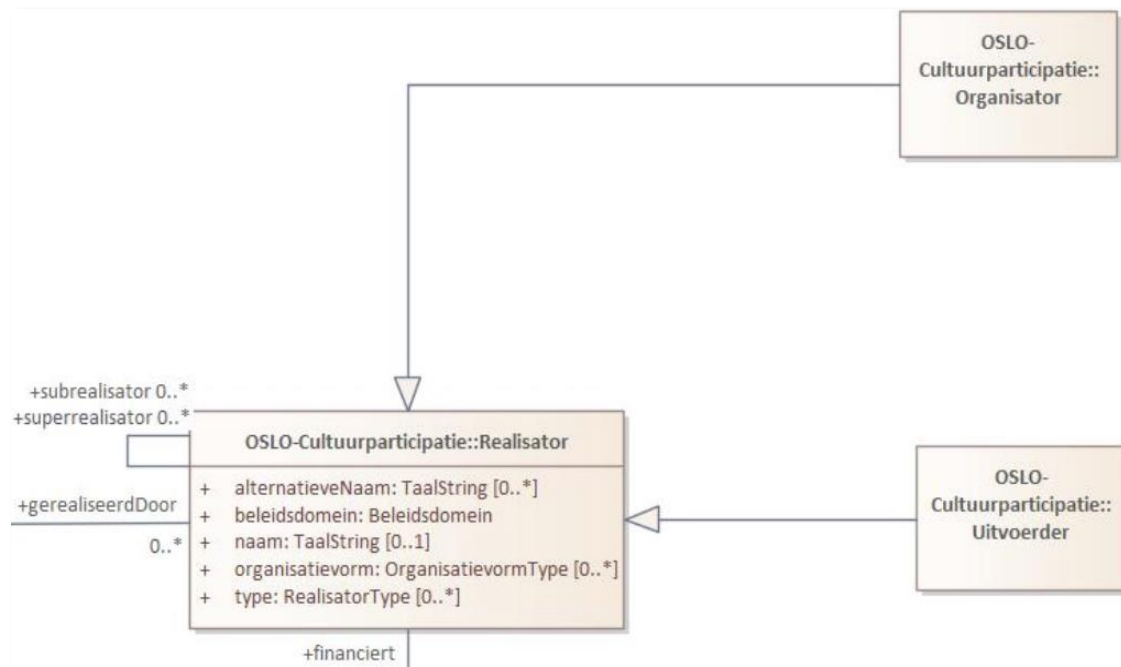 OSLO-
Cultuurparticipatie::
Organisator
+subrealisator 0..*
+superrealisator 0..*
OSLO-Cultuurparticipatie::Realisator
+gerealiseerdDoor
0..*
+ alternatieveNaam: TaalString [0..*]
+ beleidsdomein: Beleidsdomein
+ naam: TaalString [0..1]
+ organisatievorm: OrganisatievormType [0..*]
+ type: RealisatorType [0..*]
OSLO-
Cultuurparticipatie::
Uitvoerder
+financiert